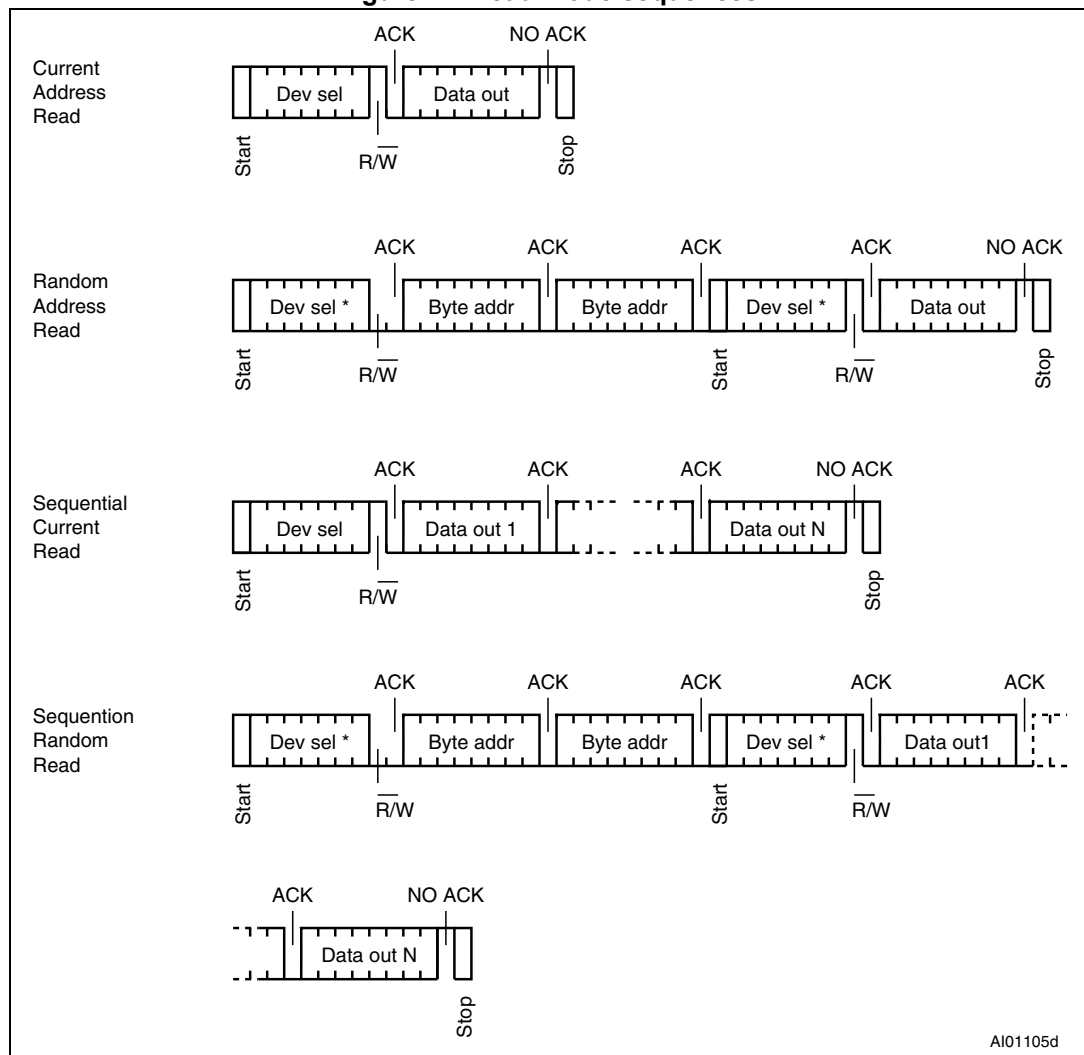 Read mode sequences
ACK NO ACK
Current
Address
Read
Dev sel Data out
Start R/W̅ Stop
ACK ACK ACK ACK NO ACK
Random
Address
Read
Dev sel * Byte addr Byte addr Dev sel * Data out
Start R/W̅ Start R/W̅ Stop
ACK ACK ACK NO ACK
Sequential
Current
Read
Dev sel Data out 1 Data out N
Start R/W̅ Stop
ACK ACK ACK ACK ACK
Sequention
Random
Read
Dev sel * Byte addr Byte addr Dev sel * Data out1
Start R̅/W Start R̅/W
ACK NO ACK
Data out N
Stop
AI01105d